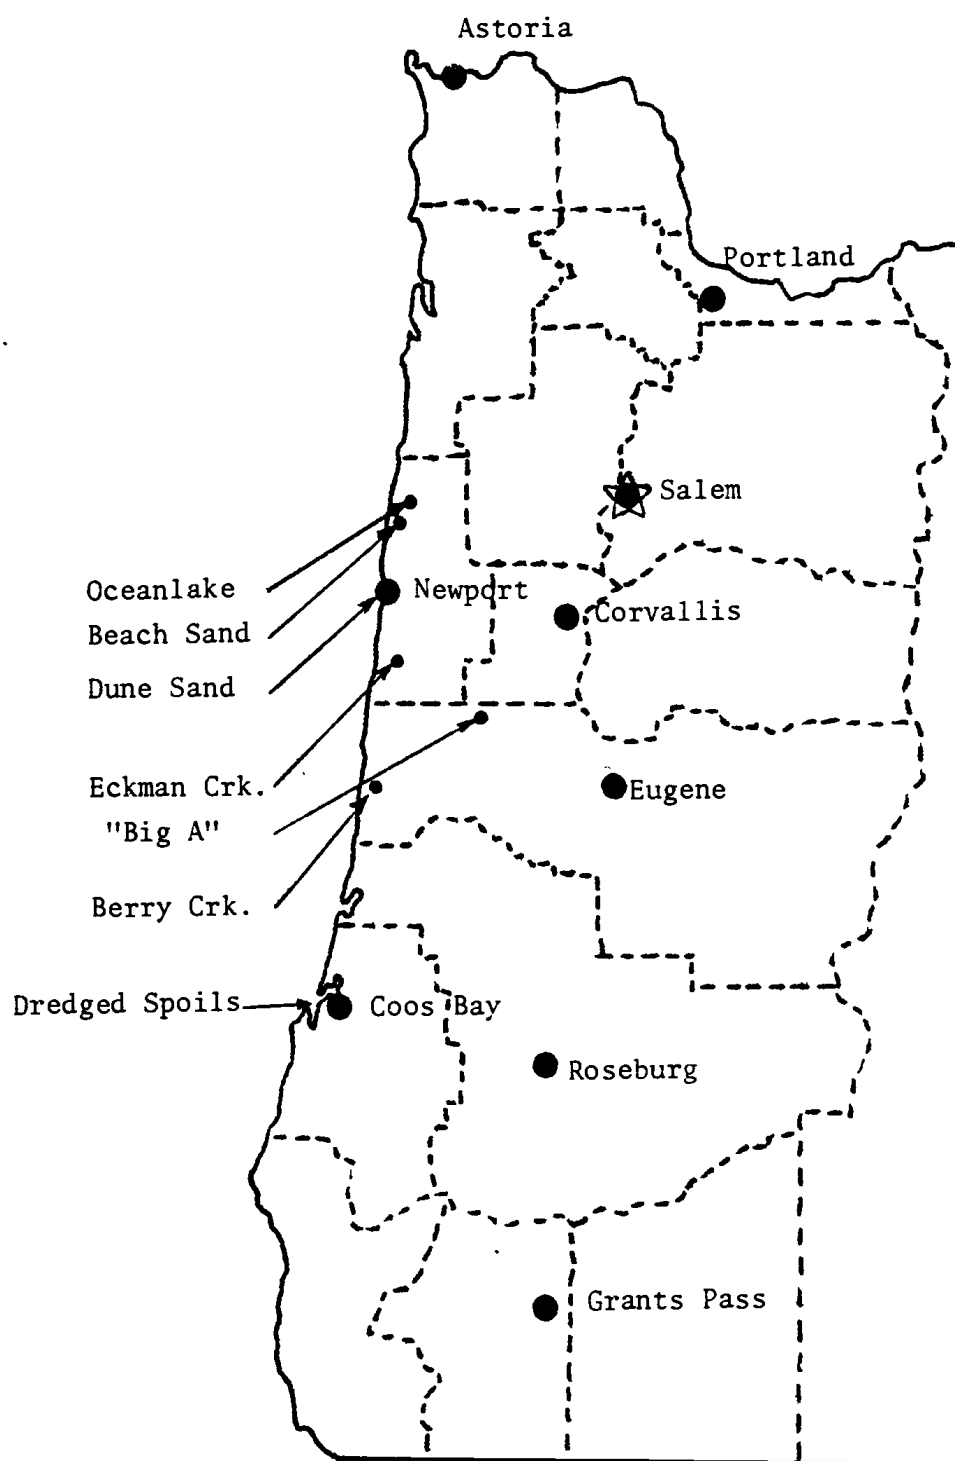 Astoria
Portland
Salem
Oceanlake
Newport
Beach Sand
Corvallis
Dune Sand
Eckman Crk.
Eugene
"Big A"
Berry Crk.
Dredged Spoils
Coos Bay
Roseburg
Grants Pass